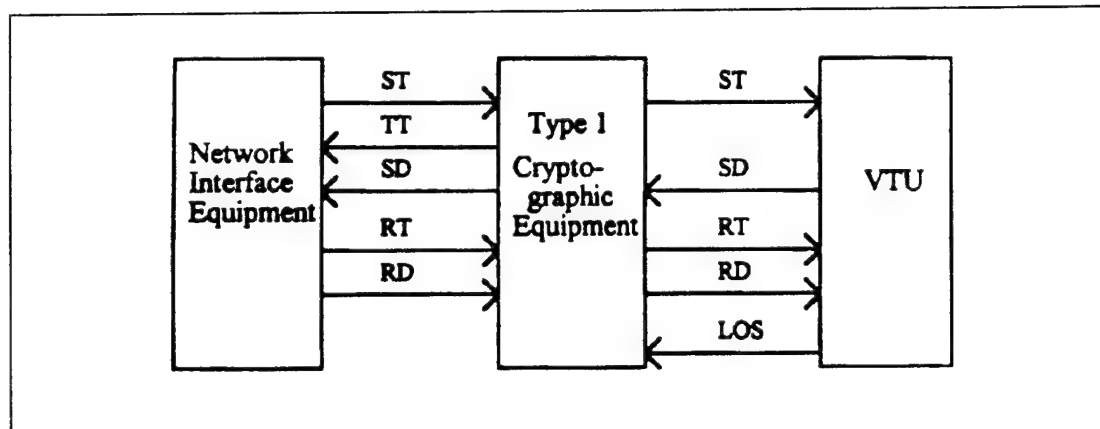 ST
ST
TT
Type 1
Network
Interface
Equipment
SD
Crypto-
graphic
Equipment
SD
VTU
RT
RT
RD
RD
LOS